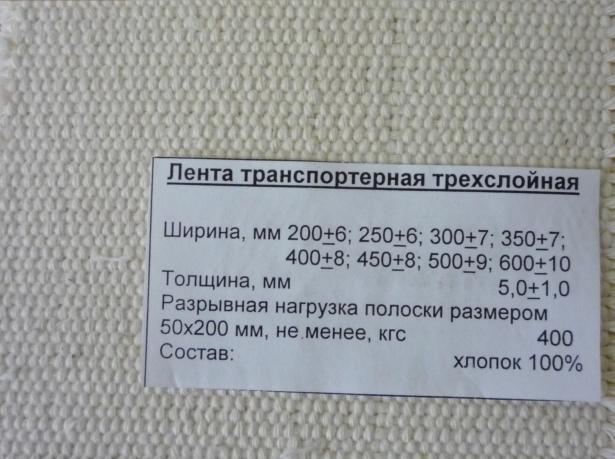 Лента транспортерная трехслойная
Ширина, мм 200±6; 250±6; 300±7; 350±7;
400±8; 450±8; 500±9; 600±10
Толщина, мм 5,0±1,0
Разрывная нагрузка полоски размером
50х200 мм, не менее, кгс 400
Состав: хлопок 100%